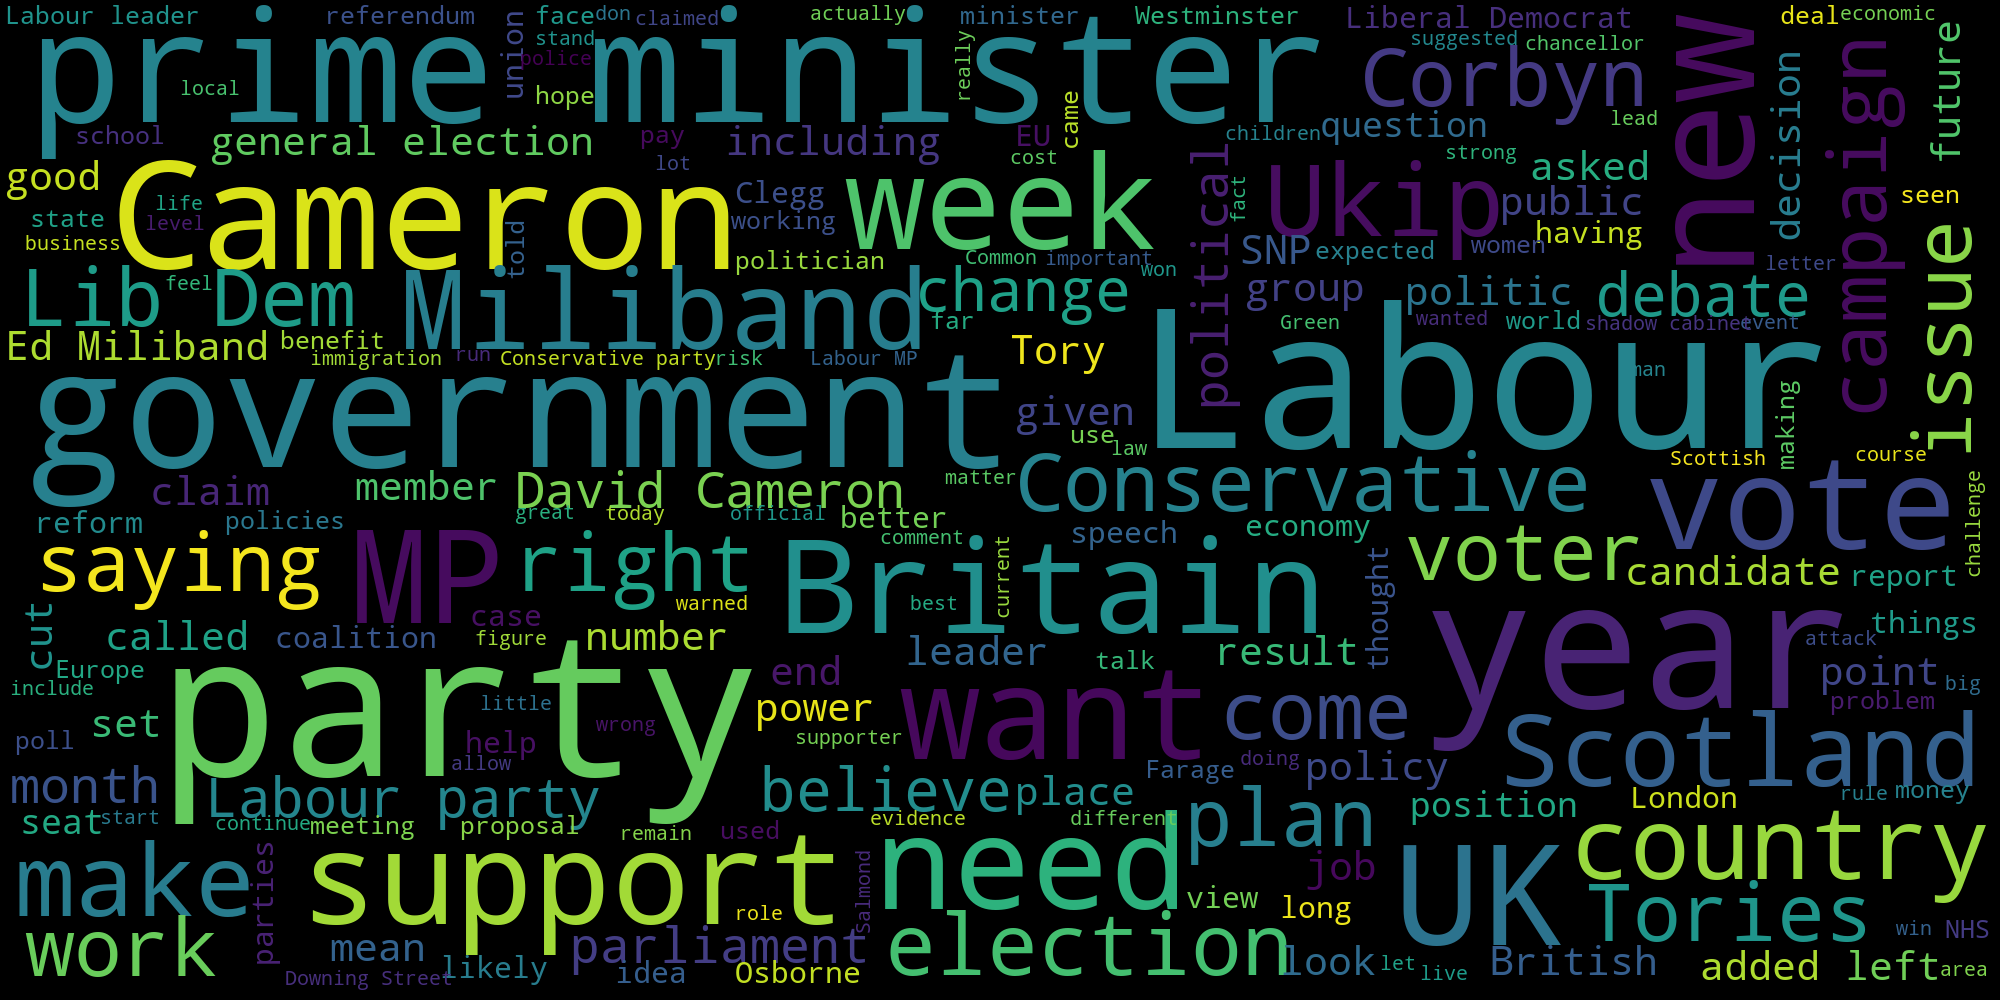 Labour leader
referendum
face
don
claimed
actually
minister
Westminster
Liberal Democrat
deal
economic
prime minister
union
stand
police
really
suggested
chancellor
Corbyn
new
campaign
future
decision
local
hope
came
lead
school
general election
pay
including
EU
children
question
cost
strong
asked
good
Cameron
lot
week
political
Ukip
life
Clegg
fact
public
seen
state
level
working
told
having
business
politician
Common
important
SNP
expected
women
won
letter
Lib Dem
feel
Miliband
change
group
politic
debate
issue
far
Green
wanted
world
shadow cabinet
event
Ed Miliband
benefit
immigration
run
Conservative party
risk
Labour MP
Tory
Labour
man
government
given
making
use
law
Scottish
course
claim
member
David Cameron
matter
Conservative
vote
challenge
reform
policies
great
today
official
better
speech
economy
saying
MP
right
comment
Britain
current
voter
thought
candidate
report
cut
case
warned
best
year
called
coalition
figure
number
leader
talk
result
things
attack
Europe
party
end
want
come
point
include
little
big
set
wrong
power
problem
poll
help
supporter
Scotland
allow
Farage
doing
policy
month
Labour party
believe
place
plan
position
London
rule
money
seat
start
continue
meeting
proposal
remain
used
evidence
different
need
country
make
parties
support
Salmond
job
UK
Tories
view
work
role
long
mean
parliament
election
win
NHS
Downing Street
likely
idea
Osborne
look
let
live
British
added
left
area